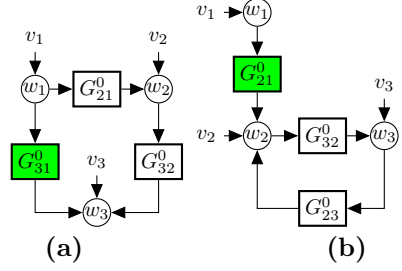 v₁ v₂
w₁ G⁰₂₁ w₂
G⁰₃₁ v₃ G⁰₃₂
w₃
(a)
v₁ w₁
G⁰₂₁
v₃
v₂ w₂ G⁰₃₂ w₃
G⁰₂₃
(b)